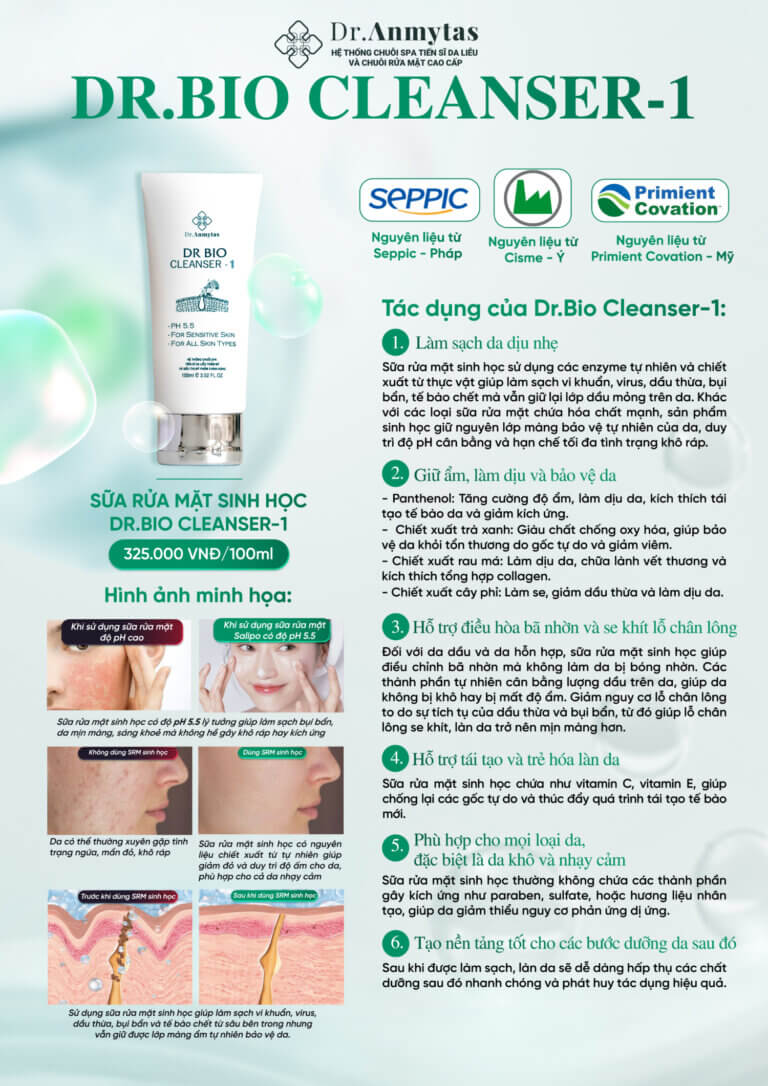 Dr.Anmytas
HỆ THỐNG CHUỖI SPA TIẾN SĨ DA LIỄU
VÀ CHUỖI RỬA MẶT CAO CẤP
DR.BIO CLEANSER-1
Dr.Anmytas
DR BIO
CLEANSER - 1
- PH 5.5
- FOR SENSITIVE SKIN
- FOR ALL SKIN TYPES
HỆ THỐNG CHUỖI SPA
100ml ℮ 3.52 FL. OZ
SỮA RỬA MẶT SINH HỌC
DR.BIO CLEANSER-1
325.000 VNĐ/100ml
Hình ảnh minh họa:
Khi sử dụng sữa rửa mặt
độ pH cao
Khi sử dụng sữa rửa mặt
Salipo có độ pH 5.5
Sữa rửa mặt sinh học có độ pH 5.5 lý tưởng giúp làm sạch bụi bẩn,
da mịn màng, sáng khoẻ mà không hề gây khô ráp hay kích ứng
Không dùng SRM sinh học
Dùng SRM sinh học
Da có thể thường xuyên gặp tình
trạng ngứa, mẩn đỏ, khô ráp
Sữa rửa mặt sinh học có nguyên
liệu chiết xuất từ tự nhiên giúp
giảm đỏ và duy trì độ ẩm cho da,
phù hợp cho cả da nhạy cảm
Trước khi dùng SRM sinh học
Sau khi dùng SRM sinh học
Sử dụng sữa rửa mặt sinh học giúp làm sạch vi khuẩn, virus,
dầu thừa, bụi bẩn và tế bào chết từ sâu bên trong nhưng
vẫn giữ được lớp màng ẩm tự nhiên bảo vệ da.
SEPPIC
Nguyên liệu từ
Seppic - Pháp
Nguyên liệu từ
Cisme - Ý
Primient
Covation
Nguyên liệu từ
Primient Covation - Mỹ
Tác dụng của Dr.Bio Cleanser-1:
1. Làm sạch da dịu nhẹ
Sữa rửa mặt sinh học sử dụng các enzyme tự nhiên và chiết
xuất từ thực vật giúp làm sạch vi khuẩn, virus, dầu thừa, bụi
bẩn, tế bào chết mà vẫn giữ lại lớp dầu mỏng trên da. Khác
với các loại sữa rửa mặt chứa hóa chất mạnh, sản phẩm
sinh học giữ nguyên lớp màng bảo vệ tự nhiên của da, duy
trì độ pH cân bằng và hạn chế tối đa tình trạng khô ráp.
2. Giữ ẩm, làm dịu và bảo vệ da
- Panthenol: Tăng cường độ ẩm, làm dịu da, kích thích tái
tạo tế bào da và giảm kích ứng.
- Chiết xuất trà xanh: Giàu chất chống oxy hóa, giúp bảo
vệ da khỏi tổn thương do gốc tự do và giảm viêm.
- Chiết xuất rau má: Làm dịu da, chữa lành vết thương và
kích thích tổng hợp collagen.
- Chiết xuất cây phỉ: Làm se, giảm dầu thừa và làm dịu da.
3. Hỗ trợ điều hòa bã nhờn và se khít lỗ chân lông
Đối với da dầu và da hỗn hợp, sữa rửa mặt sinh học giúp
điều chỉnh bã nhờn mà không làm da bị bóng nhờn. Các
thành phần tự nhiên cân bằng lượng dầu trên da, giúp da
không bị khô hay bị mất độ ẩm. Giảm nguy cơ lỗ chân lông
to do sự tích tụ của dầu thừa và bụi bẩn, từ đó giúp lỗ chân
lông se khít, làn da trở nên mịn màng hơn.
4. Hỗ trợ tái tạo và trẻ hóa làn da
Sữa rửa mặt sinh học chứa như vitamin C, vitamin E, giúp
chống lại các gốc tự do và thúc đẩy quá trình tái tạo tế bào
mới.
5. Phù hợp cho mọi loại da,
đặc biệt là da khô và nhạy cảm
Sữa rửa mặt sinh học thường không chứa các thành phần
gây kích ứng như paraben, sulfate, hoặc hương liệu nhân
tạo, giúp da giảm thiểu nguy cơ phản ứng dị ứng.
6. Tạo nền tảng tốt cho các bước dưỡng da sau đó
Sau khi được làm sạch, làn da sẽ dễ dàng hấp thụ các chất
dưỡng sau đó nhanh chóng và phát huy tác dụng hiệu quả.